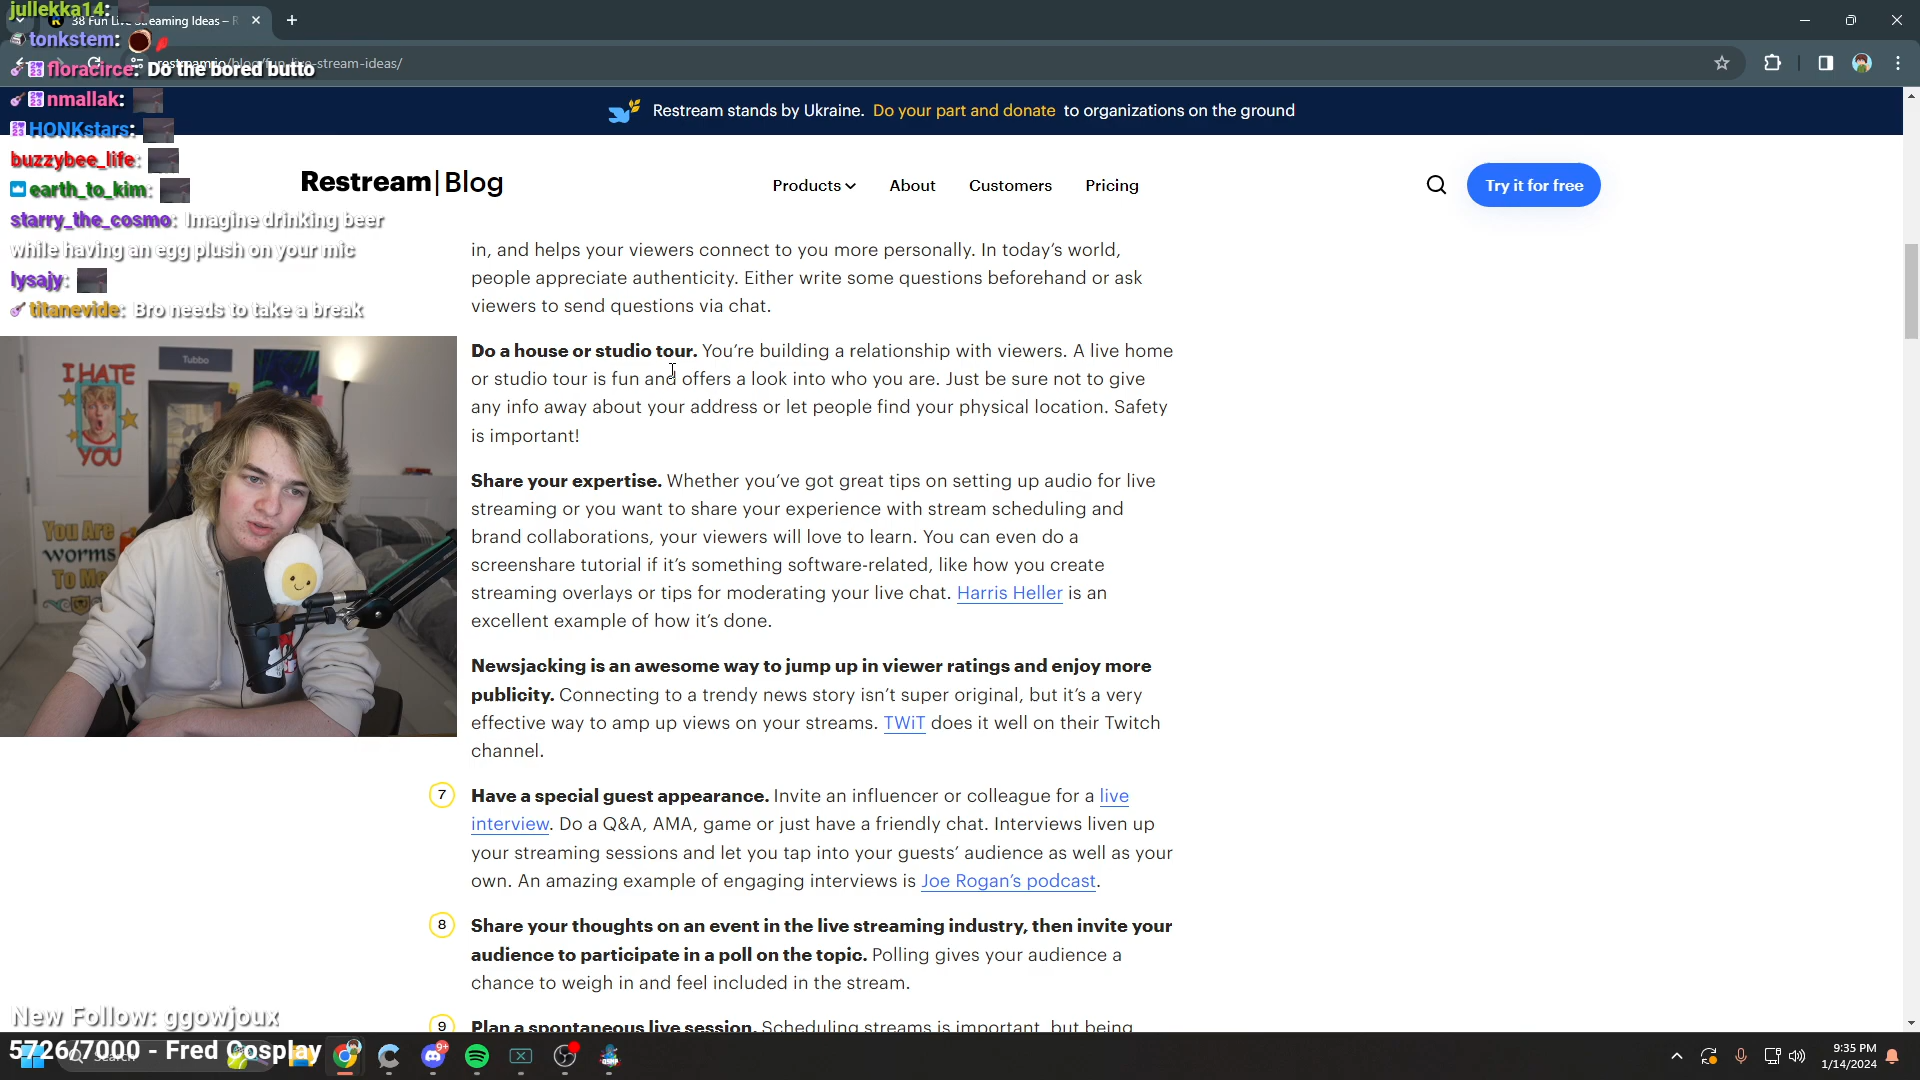 jullekka14:
38 Fun Live Streaming Ideas – R
tonkstem:
restream.io/blog/fun-live-stream-ideas/
floracirce: Do the bored butto
nmallak:
HONKstars:
buzzybee_life:
earth_to_kim:
starry_the_cosmo: Imagine drinking beer
while having an egg plush on your mic
lysajy:
titanevide: Bro needs to take a break
Restream stands by Ukraine. Do your part and donate to organizations on the ground
Restream | Blog
Products
About
Customers
Pricing
Try it for free
in, and helps your viewers connect to you more personally. In today’s world,
people appreciate authenticity. Either write some questions beforehand or ask
viewers to send questions via chat.
Do a house or studio tour. You’re building a relationship with viewers. A live home
or studio tour is fun and offers a look into who you are. Just be sure not to give
any info away about your address or let people find your physical location. Safety
is important!
Share your expertise. Whether you’ve got great tips on setting up audio for live
streaming or you want to share your experience with stream scheduling and
brand collaborations, your viewers will love to learn. You can even do a
screenshare tutorial if it’s something software-related, like how you create
streaming overlays or tips for moderating your live chat. Harris Heller is an
excellent example of how it’s done.
Newsjacking is an awesome way to jump up in viewer ratings and enjoy more
publicity. Connecting to a trendy news story isn’t super original, but it’s a very
effective way to amp up views on your streams. TWiT does it well on their Twitch
channel.
7 Have a special guest appearance. Invite an influencer or colleague for a live
interview. Do a Q&A, AMA, game or just have a friendly chat. Interviews liven up
your streaming sessions and let you tap into your guests’ audience as well as your
own. An amazing example of engaging interviews is Joe Rogan’s podcast.
8 Share your thoughts on an event in the live streaming industry, then invite your
audience to participate in a poll on the topic. Polling gives your audience a
chance to weigh in and feel included in the stream.
9 Plan a spontaneous live session. Scheduling streams is important, but being
I HATE
YOU
Tubbo
You Are
worms
To Me
New Follow: ggowjoux
5726/7000 - Fred Cosplay
Search
9+
9:35 PM
1/14/2024